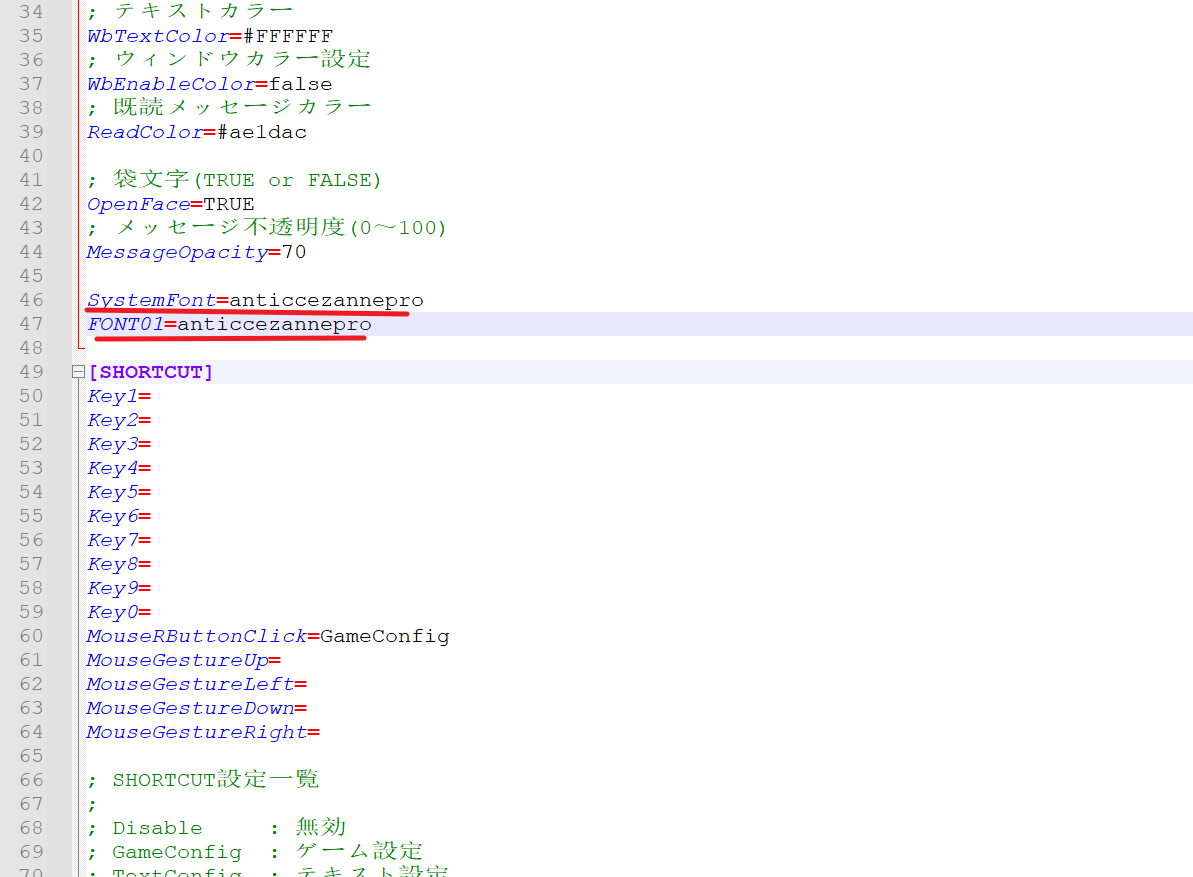 34 ; テキストカラー
35 WbTextColor=#FFFFFF
36 ; ウィンドウカラー設定
37 WbEnableColor=false
38 ; 既読メッセージカラー
39 ReadColor=#ae1dac
40
41 ; 袋文字(TRUE or FALSE)
42 OpenFace=TRUE
43 ; メッセージ不透明度(0～100)
44 MessageOpacity=70
45
46 SystemFont=anticcezannepro
47 FONT01=anticcezannepro
48
49 [SHORTCUT]
50 Key1=
51 Key2=
52 Key3=
53 Key4=
54 Key5=
55 Key6=
56 Key7=
57 Key8=
58 Key9=
59 Key0=
60 MouseRButtonClick=GameConfig
61 MouseGestureUp=
62 MouseGestureLeft=
63 MouseGestureDown=
64 MouseGestureRight=
65
66 ; SHORTCUT設定一覧
67 ;
68 ; Disable : 無効
69 ; GameConfig : ゲーム設定
70 ; TextConfig : テキスト設定